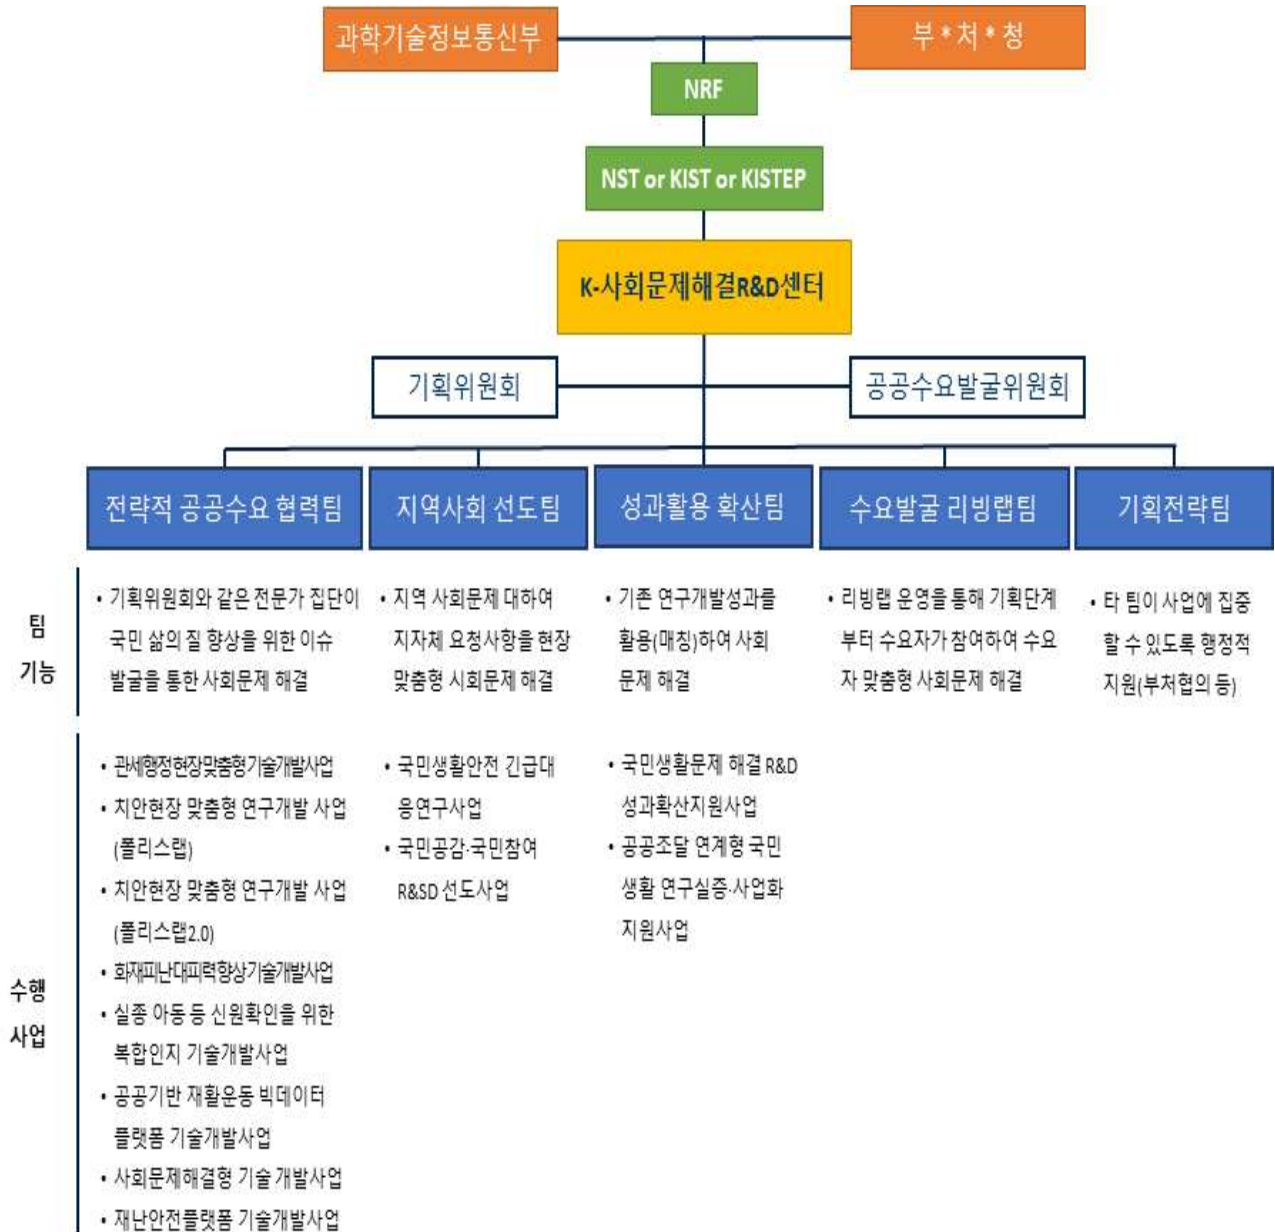 과학기술정보통신부
부 * 처 * 청
NRF
NST or KIST or KISTEP
K-사회문제해결R&D센터
기획위원회
공공수요발굴위원회
전략적 공공수요 협력팀
지역사회 선도팀
성과활용 확산팀
수요발굴 리빙랩팀
기획전략팀
팀
기능
• 기획위원회와 같은 전문가 집단이
국민 삶의 질 향상을 위한 이슈
발굴을 통한 사회문제 해결
• 지역 사회문제 대하여
지자체 요청사항을 현장
맞춤형 시회문제 해결
• 기존 연구개발성과를
활용(매칭)하여 사회
문제 해결
• 리빙랩 운영을 통해 기획단계
부터 수요자가 참여하여 수요
자 맞춤형 사회문제 해결
• 타 팀이 사업에 집중
할 수 있도록 행정적
지원(부처협의 등)
수행
사업
• 관세행정현장맞춤형기술개발사업
• 치안현장 맞춤형 연구개발 사업
(폴리스랩)
• 치안현장 맞춤형 연구개발 사업
(폴리스랩2.0)
• 화재피난대피력향상기술개발사업
• 실종 아동 등 신원확인을 위한
복합인지 기술개발사업
• 공공기반 재활운동 빅데이터
플랫폼 기술개발사업
• 사회문제해결형 기술 개발사업
• 재난안전플랫폼 기술개발사업
• 국민생활안전 긴급대
응연구사업
• 국민공감·국민참여
R&SD 선도사업
• 국민생활문제 해결 R&D
성과확산지원사업
• 공공조달 연계형 국민
생활 연구실증·사업화
지원사업